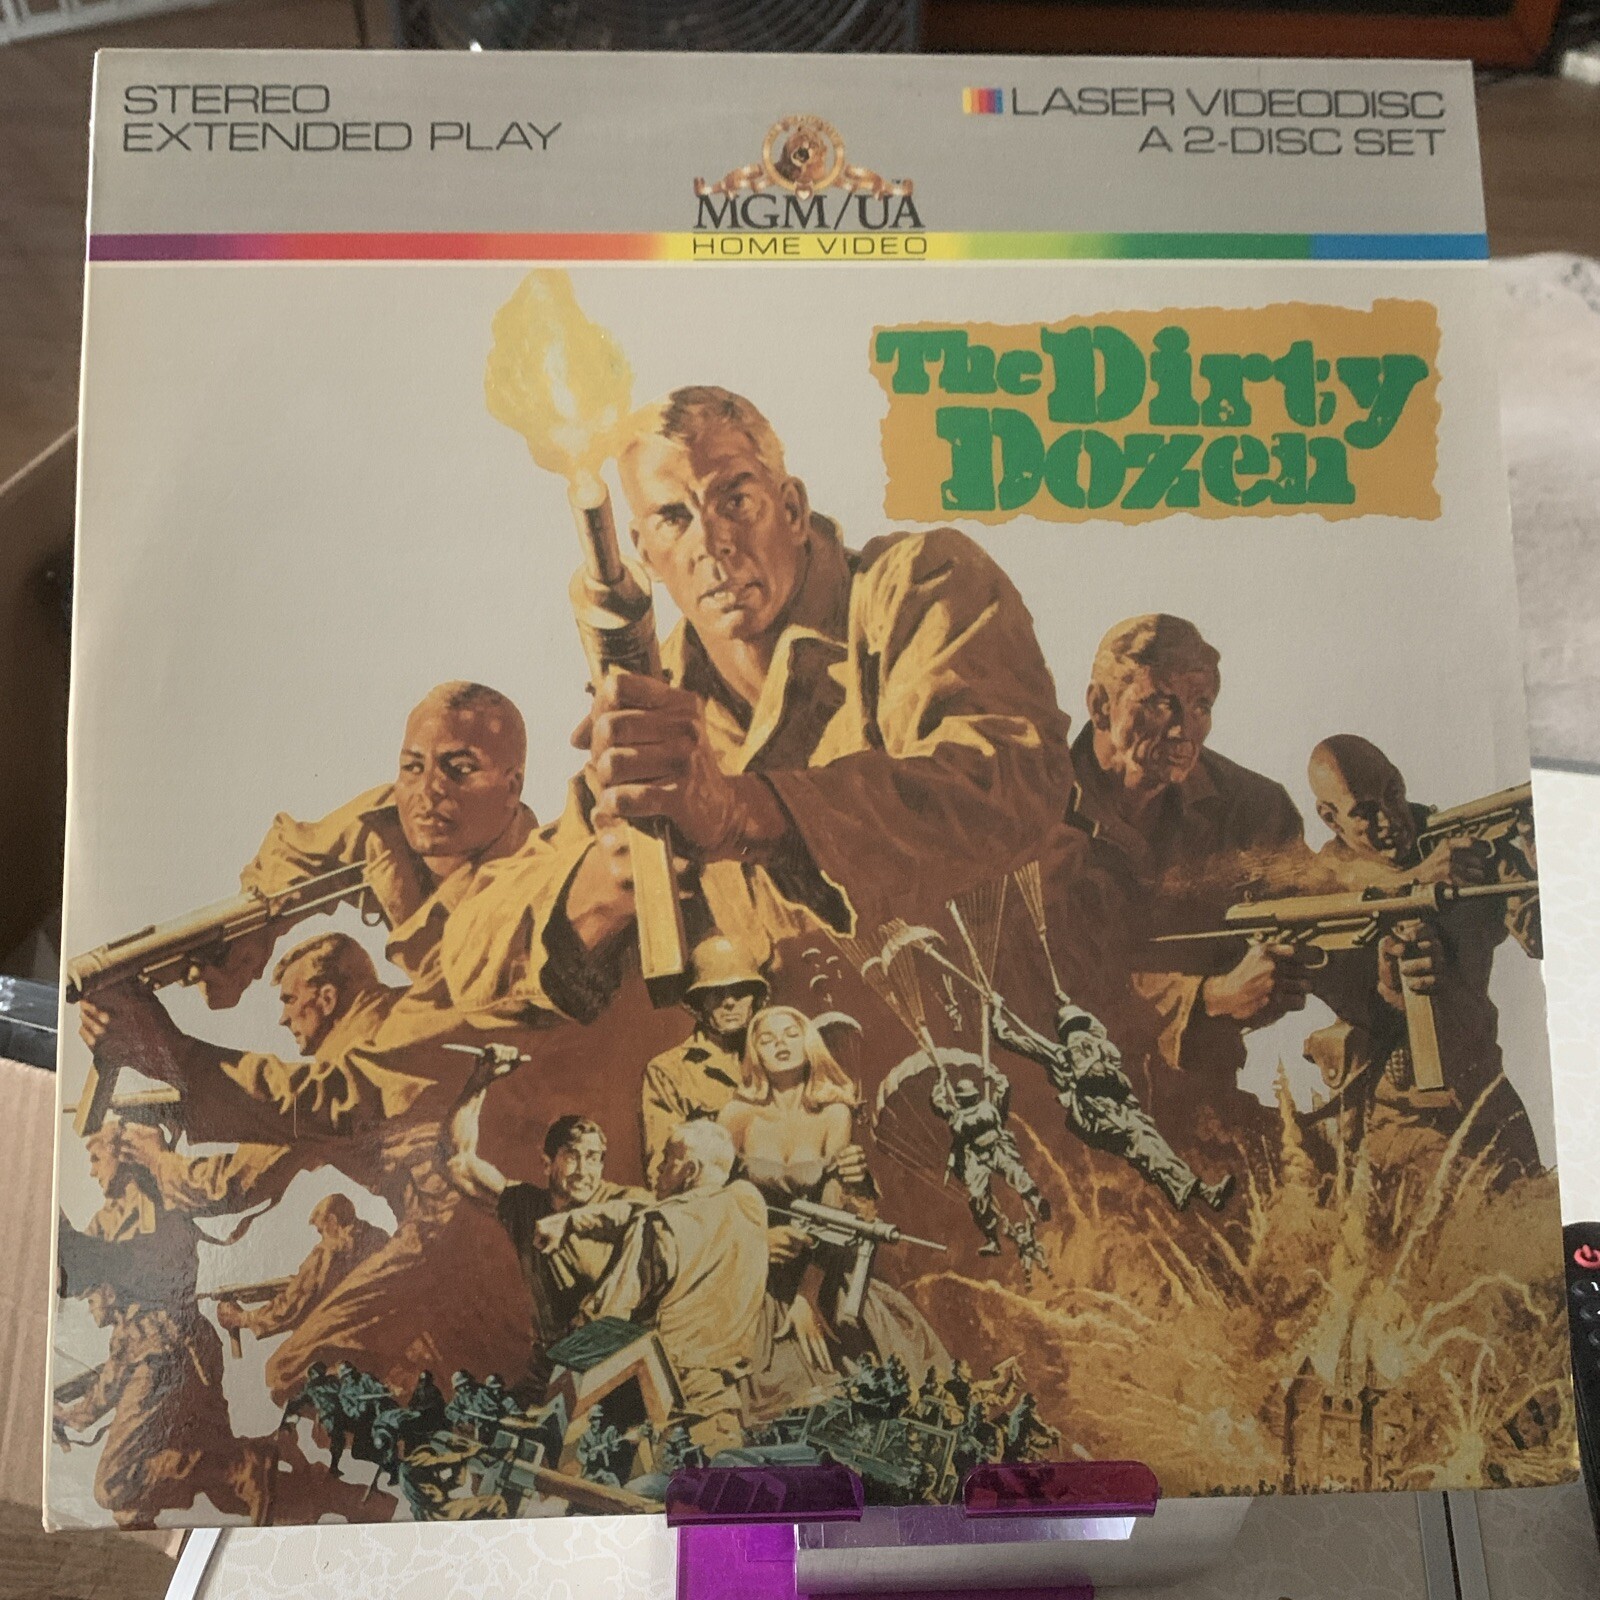 STEREO
EXTENDED PLAY
LASER VIDEODISC
A 2-DISC SET
MGM/UA
HOME VIDEO
The Dirty
Dozen